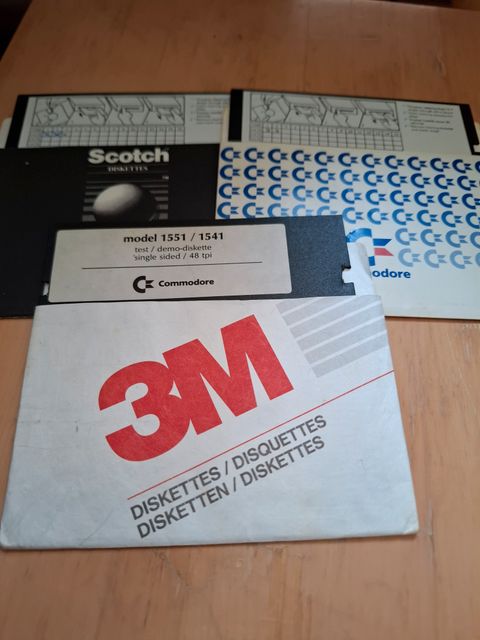 Scotch
DISKETTES
TM
Commodore
model 1551 / 1541
test / demo-diskette
single sided / 48 tpi
Commodore
3M
DISKETTES / DISQUETTES
DISKETTEN / DISKETTES